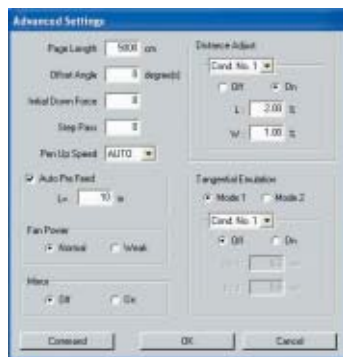 Advanced Settings
Page Length 5000 cm
Offset Angle 0 degree(s)
Initial Down Force 0
Step Pass 0
Pen Up Speed AUTO
Auto Pre Feed
L= 10 m
Fan Power
Normal Weak
Mirror
Off On
Distance Adjust
Cond. No. 1
Off On
L: 2.00 %
W: 1.00 %
Tangential Emulation
Mode 1 Mode 2
Cond. No. 1
Off On
Command OK Cancel